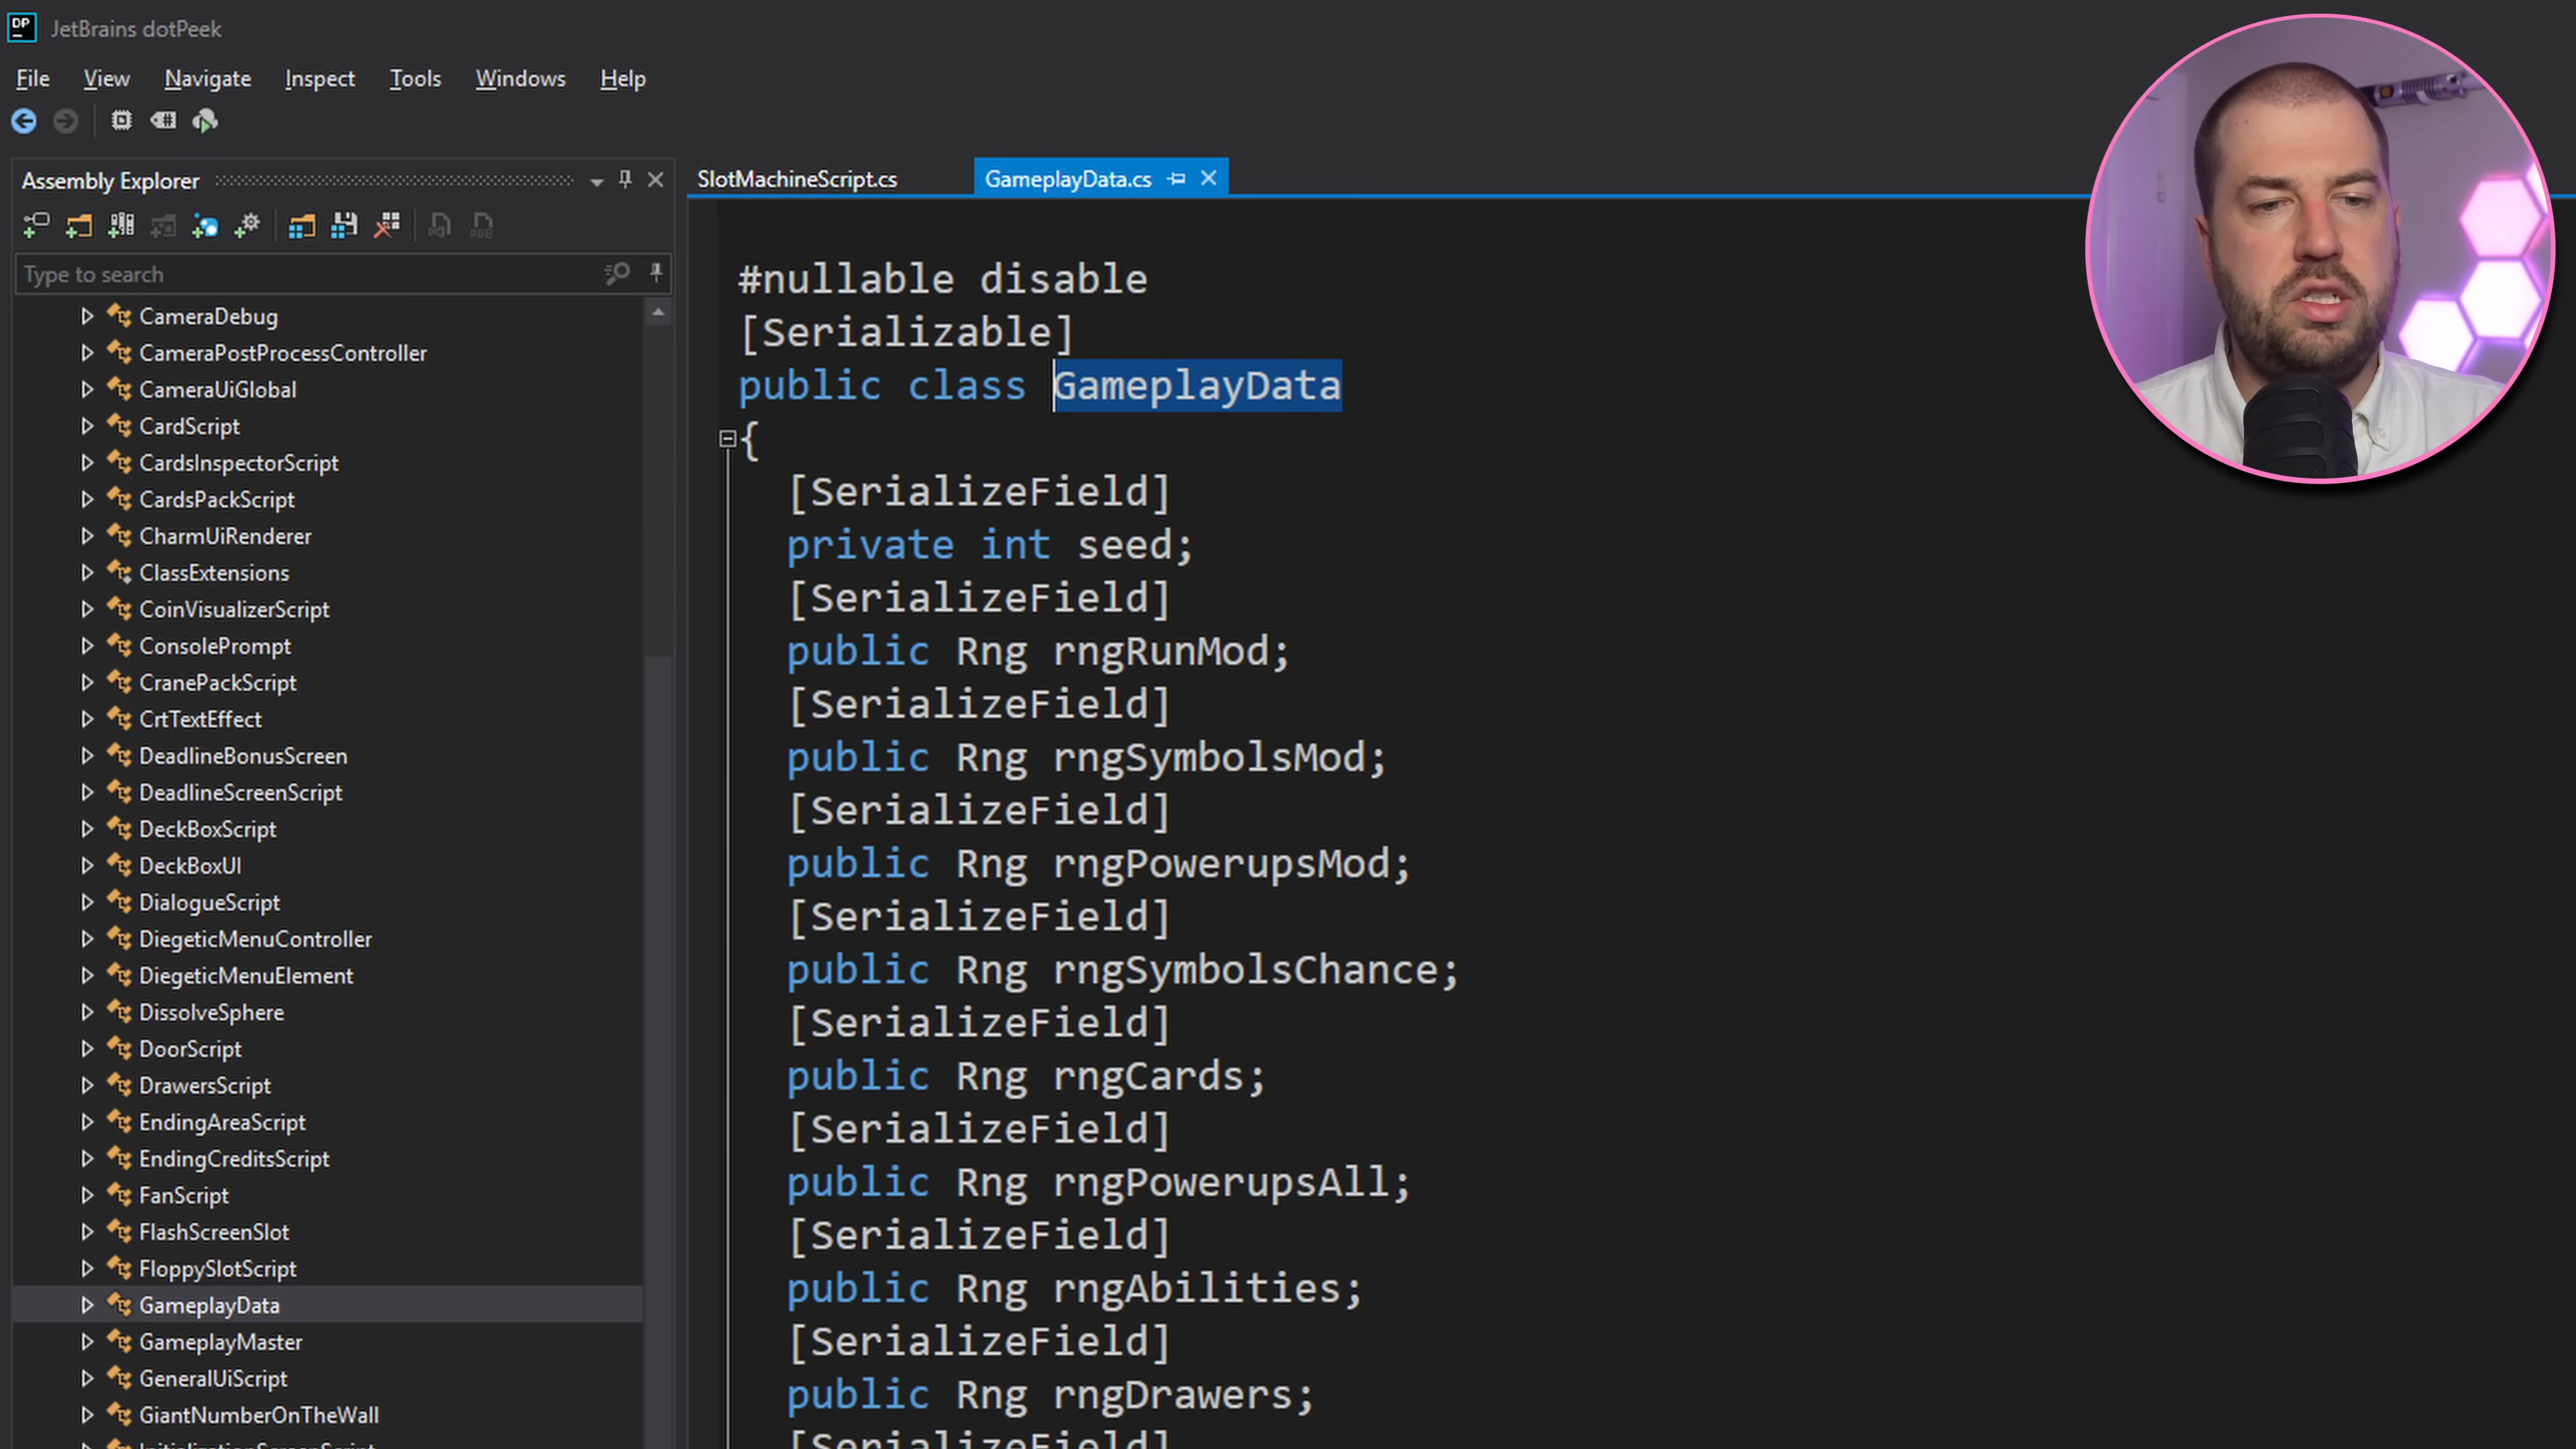 DP
JetBrains dotPeek
File View Navigate Inspect Tools Windows Help
Assembly Explorer
SlotMachineScript.cs
GameplayData.cs
Type to search
CameraDebug
CameraPostProcessController
CameraUiGlobal
CardScript
CardsInspectorScript
CardsPackScript
CharmUiRenderer
ClassExtensions
CoinVisualizerScript
ConsolePrompt
CranePackScript
CrtTextEffect
DeadlineBonusScreen
DeadlineScreenScript
DeckBoxScript
DeckBoxUI
DialogueScript
DiegeticMenuController
DiegeticMenuElement
DissolveSphere
DoorScript
DrawersScript
EndingAreaScript
EndingCreditsScript
FanScript
FlashScreenSlot
FloppySlotScript
GameplayData
GameplayMaster
GeneralUiScript
GiantNumberOnTheWall
#nullable disable
[Serializable]
public class GameplayData
{
[SerializeField]
private int seed;
[SerializeField]
public Rng rngRunMod;
[SerializeField]
public Rng rngSymbolsMod;
[SerializeField]
public Rng rngPowerupsMod;
[SerializeField]
public Rng rngSymbolsChance;
[SerializeField]
public Rng rngCards;
[SerializeField]
public Rng rngPowerupsAll;
[SerializeField]
public Rng rngAbilities;
[SerializeField]
public Rng rngDrawers;
[SerializeField]